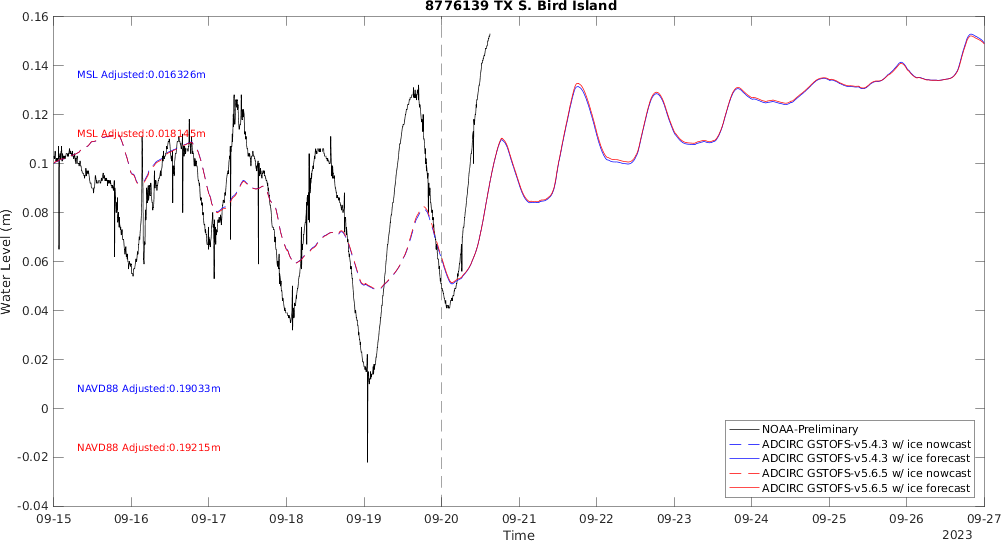 8776139 TX S. Bird Island
0.16
0.14
0.12
0.1
0.08
0.06
0.04
0.02
0
-0.02
-0.04
Water Level (m)
MSL Adjusted:0.016326m
MSL Adjusted:0.018145m
NAVD88 Adjusted:0.19033m
NAVD88 Adjusted:0.19215m
NOAA-Preliminary
ADCIRC GSTOFS-v5.4.3 w/ ice nowcast
ADCIRC GSTOFS-v5.4.3 w/ ice forecast
ADCIRC GSTOFS-v5.6.5 w/ ice nowcast
ADCIRC GSTOFS-v5.6.5 w/ ice forecast
09-15 09-16 09-17 09-18 09-19 09-20 09-21 09-22 09-23 09-24 09-25 09-26 09-27
Time
2023